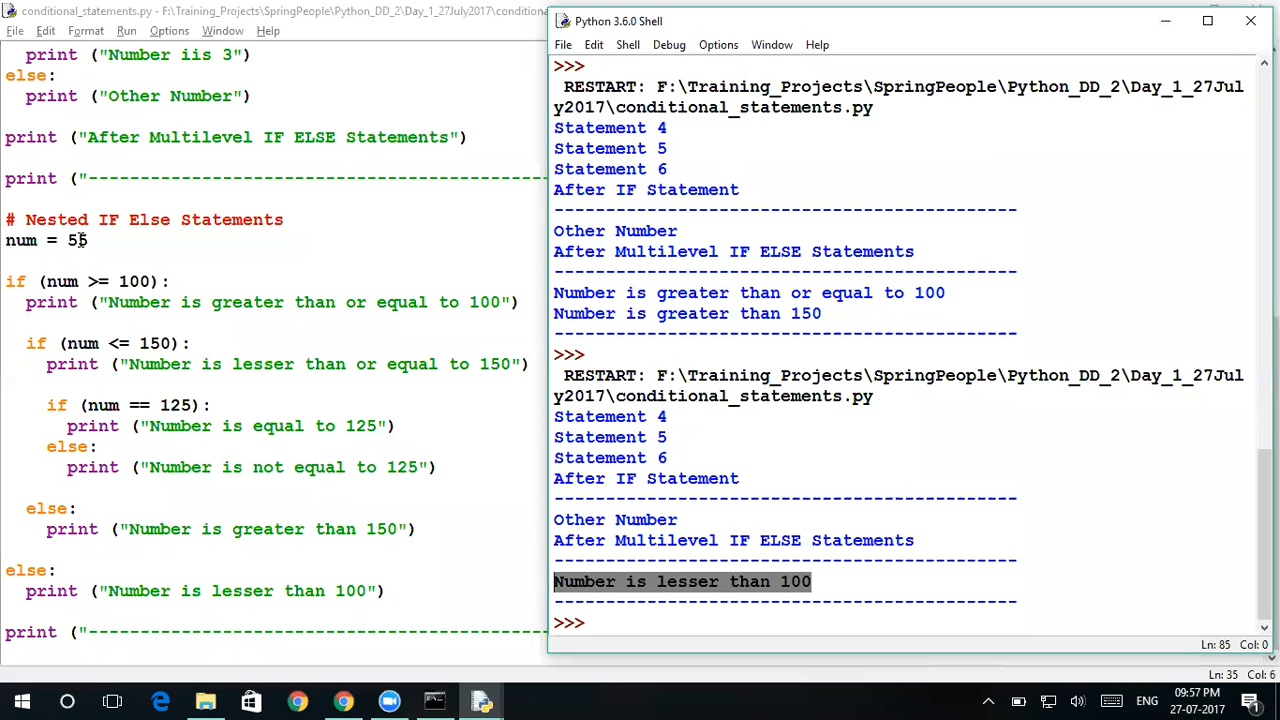 conditional_statements.py - F:\Training_Projects\SpringPeople\Python_DD_2\Day_1_27July2017\conditional
File Edit Format Run Options Window Help
print ("Number iis 3")
else:
print ("Other Number")
print ("After Multilevel IF ELSE Statements")
print ("---------------------------------------------
# Nested IF Else Statements
num = 55
if (num >= 100):
print ("Number is greater than or equal to 100")
if (num <= 150):
print ("Number is lesser than or equal to 150")
if (num == 125):
print ("Number is equal to 125")
else:
print ("Number is not equal to 125")
else:
print ("Number is greater than 150")
else:
print ("Number is lesser than 100")
print ("---------------------------------------------
Python 3.6.0 Shell
File Edit Shell Debug Options Window Help
>>>
RESTART: F:\Training_Projects\SpringPeople\Python_DD_2\Day_1_27Jul
y2017\conditional_statements.py
Statement 4
Statement 5
Statement 6
After IF Statement
---------------------------------------------
Other Number
After Multilevel IF ELSE Statements
---------------------------------------------
Number is greater than or equal to 100
Number is greater than 150
---------------------------------------------
>>>
RESTART: F:\Training_Projects\SpringPeople\Python_DD_2\Day_1_27Jul
y2017\conditional_statements.py
Statement 4
Statement 5
Statement 6
After IF Statement
---------------------------------------------
Other Number
After Multilevel IF ELSE Statements
---------------------------------------------
Number is lesser than 100
---------------------------------------------
>>>
Ln: 85 Col: 0
Ln: 35 Col: 6
ENG
09:57 PM
27-07-2017
1